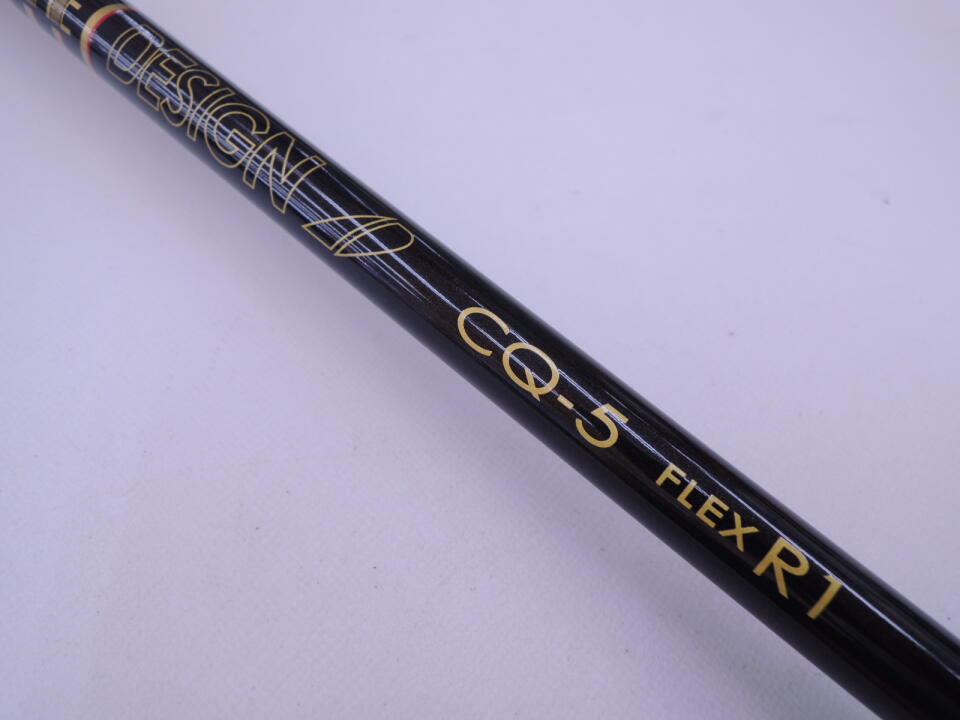 DESIGN
CQ-5 FLEX R1